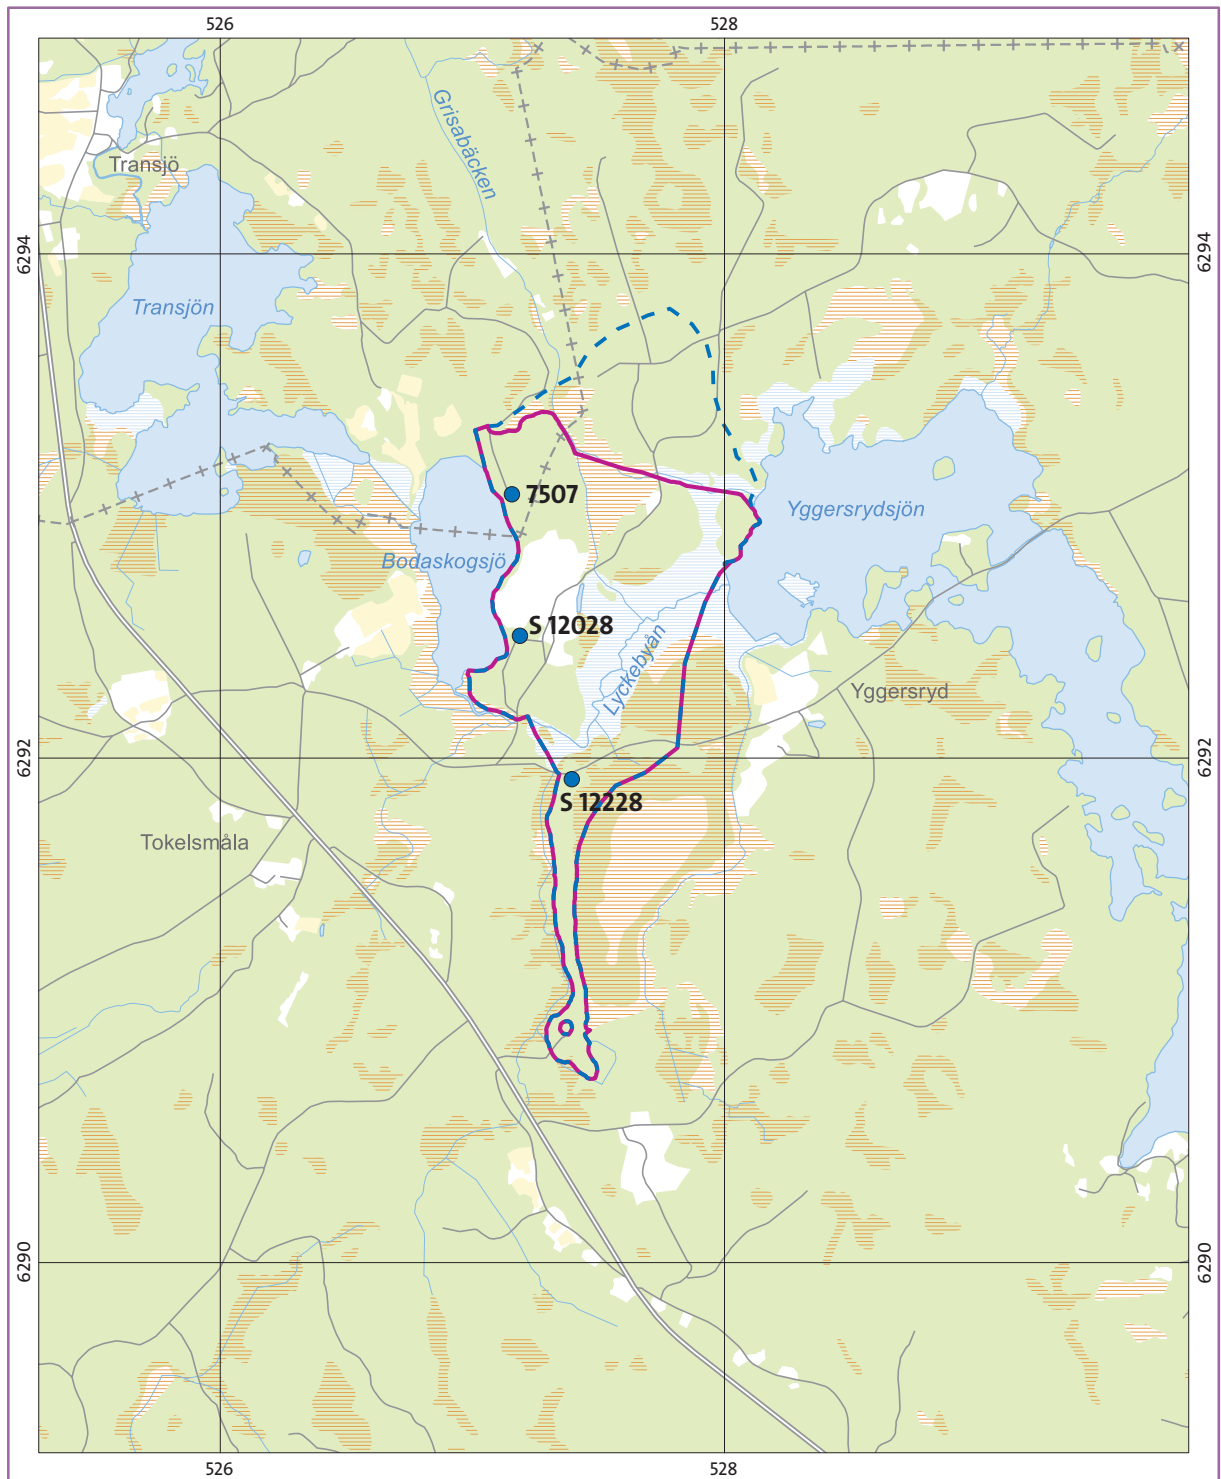 526
528
Grisabäcken
Transjö
6294
6294
Transjön
7507
Yggersrydsjön
Bodaskogsjö
S 12028
Lyckebyån
Yggersryd
6292
6292
S 12228
Tokelsmåla
6290
6290
526
528